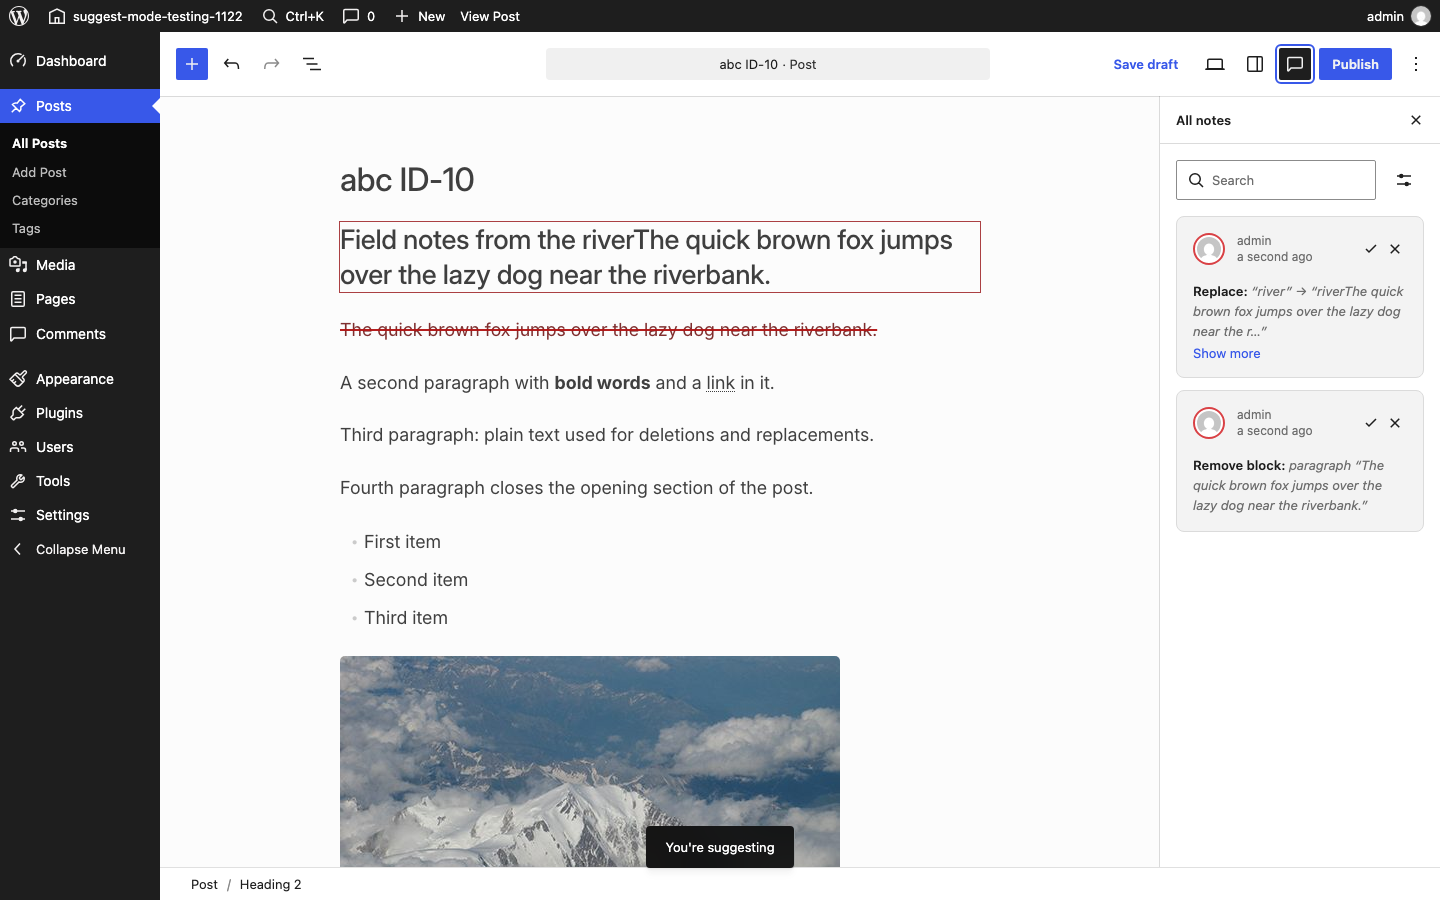 suggest-mode-testing-1122
Ctrl+K
0
New
View Post
admin
Dashboard
Posts
All Posts
Add Post
Categories
Tags
Media
Pages
Comments
Appearance
Plugins
Users
Tools
Settings
Collapse Menu
abc ID-10 · Post
Save draft
Publish
abc ID-10
Field notes from the riverThe quick brown fox jumps
over the lazy dog near the riverbank.
The quick brown fox jumps over the lazy dog near the riverbank.
A second paragraph with bold words and a link in it.
Third paragraph: plain text used for deletions and replacements.
Fourth paragraph closes the opening section of the post.
First item
Second item
Third item
You're suggesting
Post / Heading 2
All notes
Search
admin
a second ago
Replace: “river” → “riverThe quick
brown fox jumps over the lazy dog
near the r…”
Show more
admin
a second ago
Remove block: paragraph “The
quick brown fox jumps over the
lazy dog near the riverbank.”